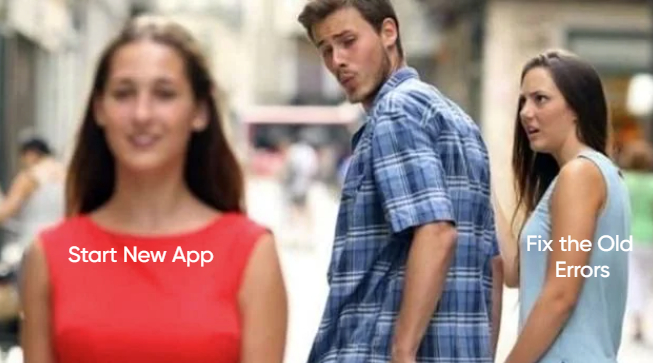 Start New App
Fix the Old
Errors